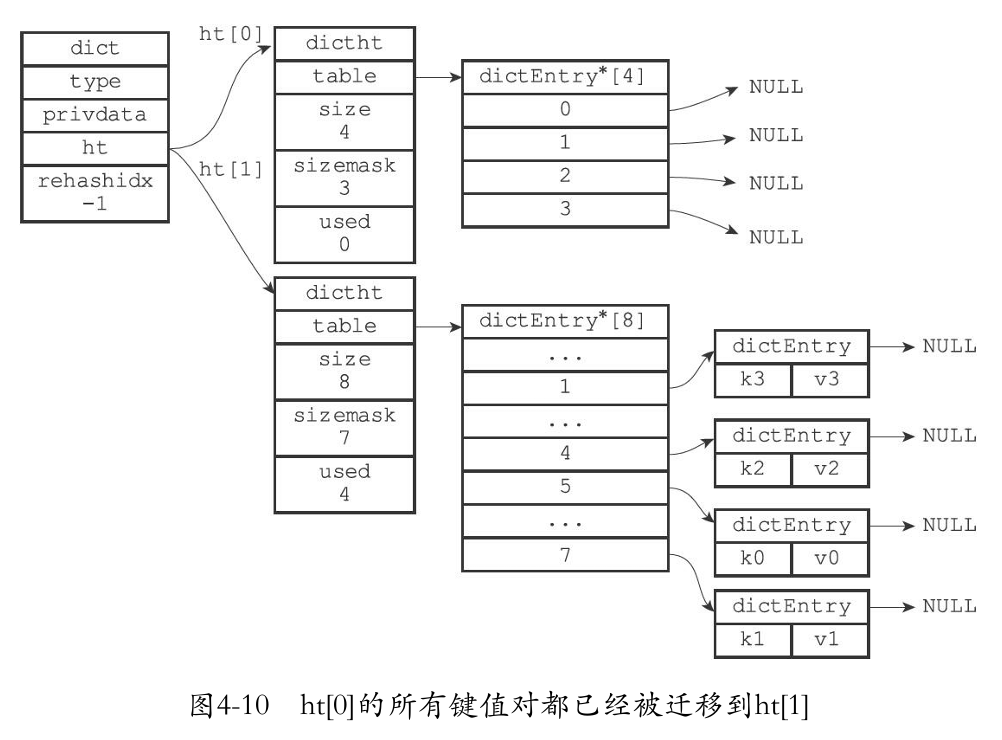 dict
type
privdata
ht
rehashidx
-1
ht[0]
ht[1]
dictht
table
size
4
sizemask
3
used
0
dictEntry*[4]
0
1
2
3
NULL
NULL
NULL
NULL
dictht
table
size
8
sizemask
7
used
4
dictEntry*[8]
...
1
...
4
5
...
7
dictEntry
k3 v3
NULL
dictEntry
k2 v2
NULL
dictEntry
k0 v0
NULL
dictEntry
k1 v1
NULL
图4-10 ht[0]的所有键值对都已经被迁移到ht[1]